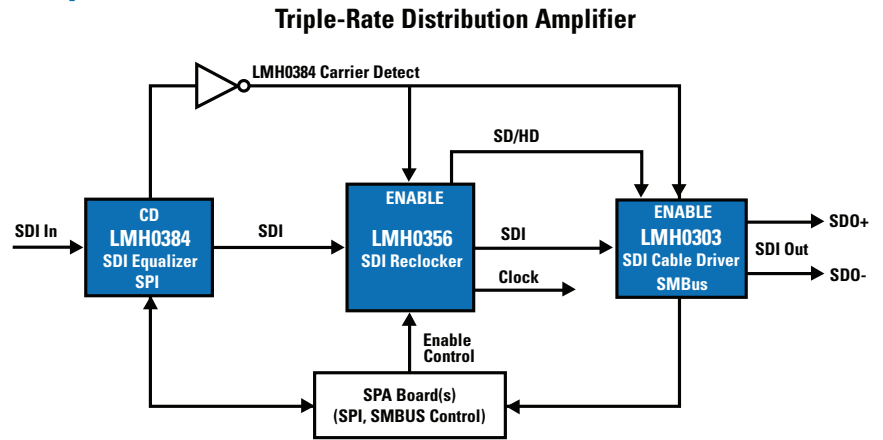 Triple-Rate Distribution Amplifier
LMH0384 Carrier Detect
SD/HD
SDI In
CD
LMH0384
SDI Equalizer
SPI
SDI
ENABLE
LMH0356
SDI Reclocker
SDI
Clock
ENABLE
LMH0303
SDI Cable Driver
SMBus
SDO+
SDI Out
SDO-
Enable
Control
SPA Board(s)
(SPI, SMBUS Control)